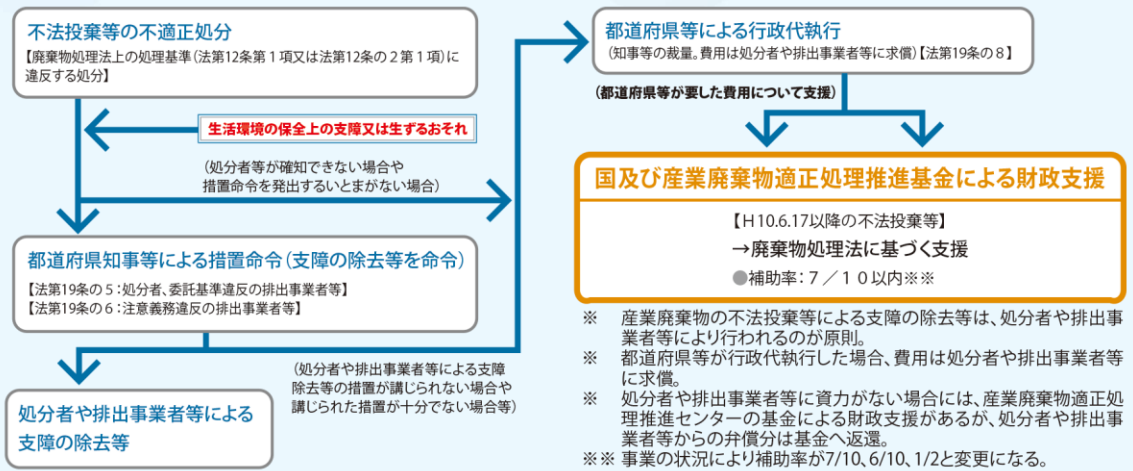 不法投棄等の不適正処分
【廃棄物処理法上の処理基準(法第12条第1項又は法第12条の2第1項)に
違反する処分】
生活環境の保全上の支障又は生ずるおそれ
(処分者等が確知できない場合や
措置命令を発出するいとまがない場合)
都道府県知事等による措置命令(支障の除去等を命令)
【法第19条の5:処分者、委託基準違反の排出事業者等】
【法第19条の6:注意義務違反の排出事業者等】
(処分者や排出事業者等による支障
除去等の措置が講じられない場合や
講じられた措置が十分でない場合等)
処分者や排出事業者等による
支障の除去等
都道府県等による行政代執行
(知事等の裁量。費用は処分者や排出事業者等に求償)【法第19条の8】
(都道府県等が要した費用について支援)
国及び産業廃棄物適正処理推進基金による財政支援
【H10.6.17以降の不法投棄等】
→廃棄物処理法に基づく支援
●補助率:7/10以内※※
※ 産業廃棄物の不法投棄等による支障の除去等は、処分者や排出事
業者等により行われるのが原則。
※ 都道府県等が行政代執行した場合、費用は処分者や排出事業者等
に求償。
※ 処分者や排出事業者等に資力がない場合には、産業廃棄物適正処
理推進センターの基金による財政支援があるが、処分者や排出事
業者等からの弁償分は基金へ返還。
※※ 事業の状況により補助率が7/10、6/10、1/2と変更になる。